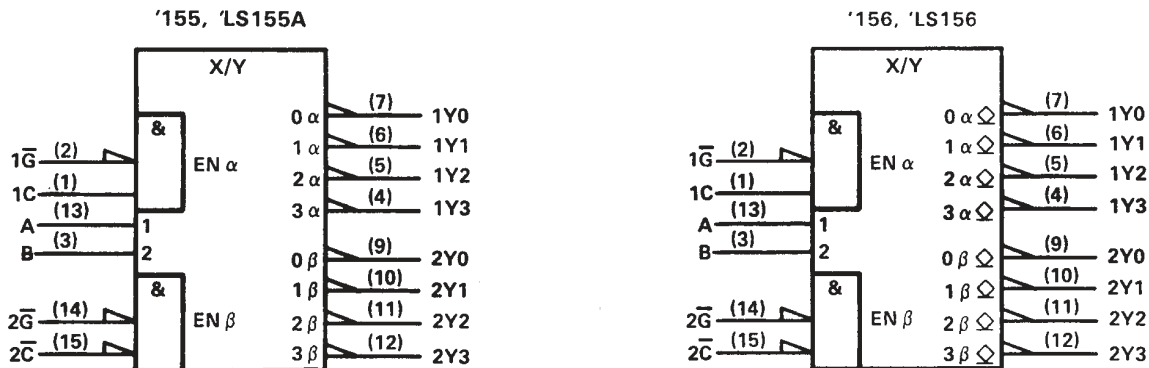 '155, 'LS155A
X/Y
&
EN α
1G̅ (2)
1C (1)
A (13) 1
B (3) 2
&
EN β
2G̅ (14)
2C̅ (15)
0 α (7) 1Y0
1 α (6) 1Y1
2 α (5) 1Y2
3 α (4) 1Y3
0 β (9) 2Y0
1 β (10) 2Y1
2 β (11) 2Y2
3 β (12) 2Y3
'156, 'LS156
X/Y
&
EN α
1G̅ (2)
1C (1)
A (13) 1
B (3) 2
&
EN β
2G̅ (14)
2C̅ (15)
0 α (7) 1Y0
1 α (6) 1Y1
2 α (5) 1Y2
3 α (4) 1Y3
0 β (9) 2Y0
1 β (10) 2Y1
2 β (11) 2Y2
3 β (12) 2Y3